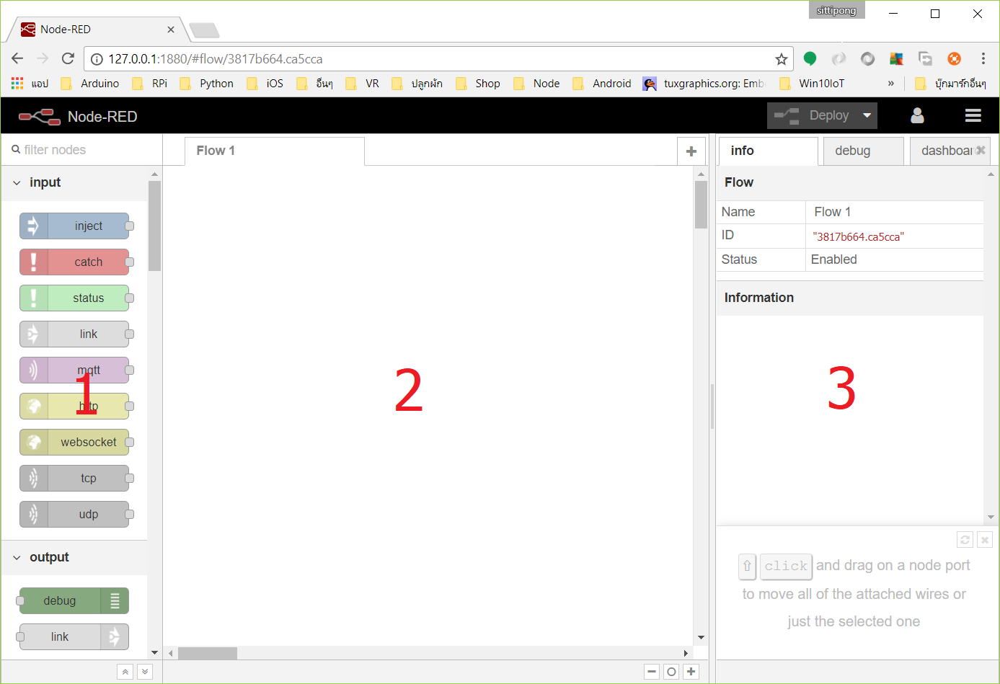 sittipong
Node-RED
127.0.0.1:1880/#flow/3817b664.ca5cca
แอป Arduino RPi Python iOS อื่นๆ VR ปลูกผัก Shop Node Android tuxgraphics.org: Emb Win10IoT » บุ๊กมาร์กอื่นๆ
Node-RED Deploy
filter nodes
Flow 1
info debug dashboar
input
inject
catch
status
link
mqtt
1
http
websocket
tcp
udp
output
debug
link
2
Flow
Name Flow 1
ID "3817b664.ca5cca"
Status Enabled
Information
3
⇧ click and drag on a node port
to move all of the attached wires or
just the selected one